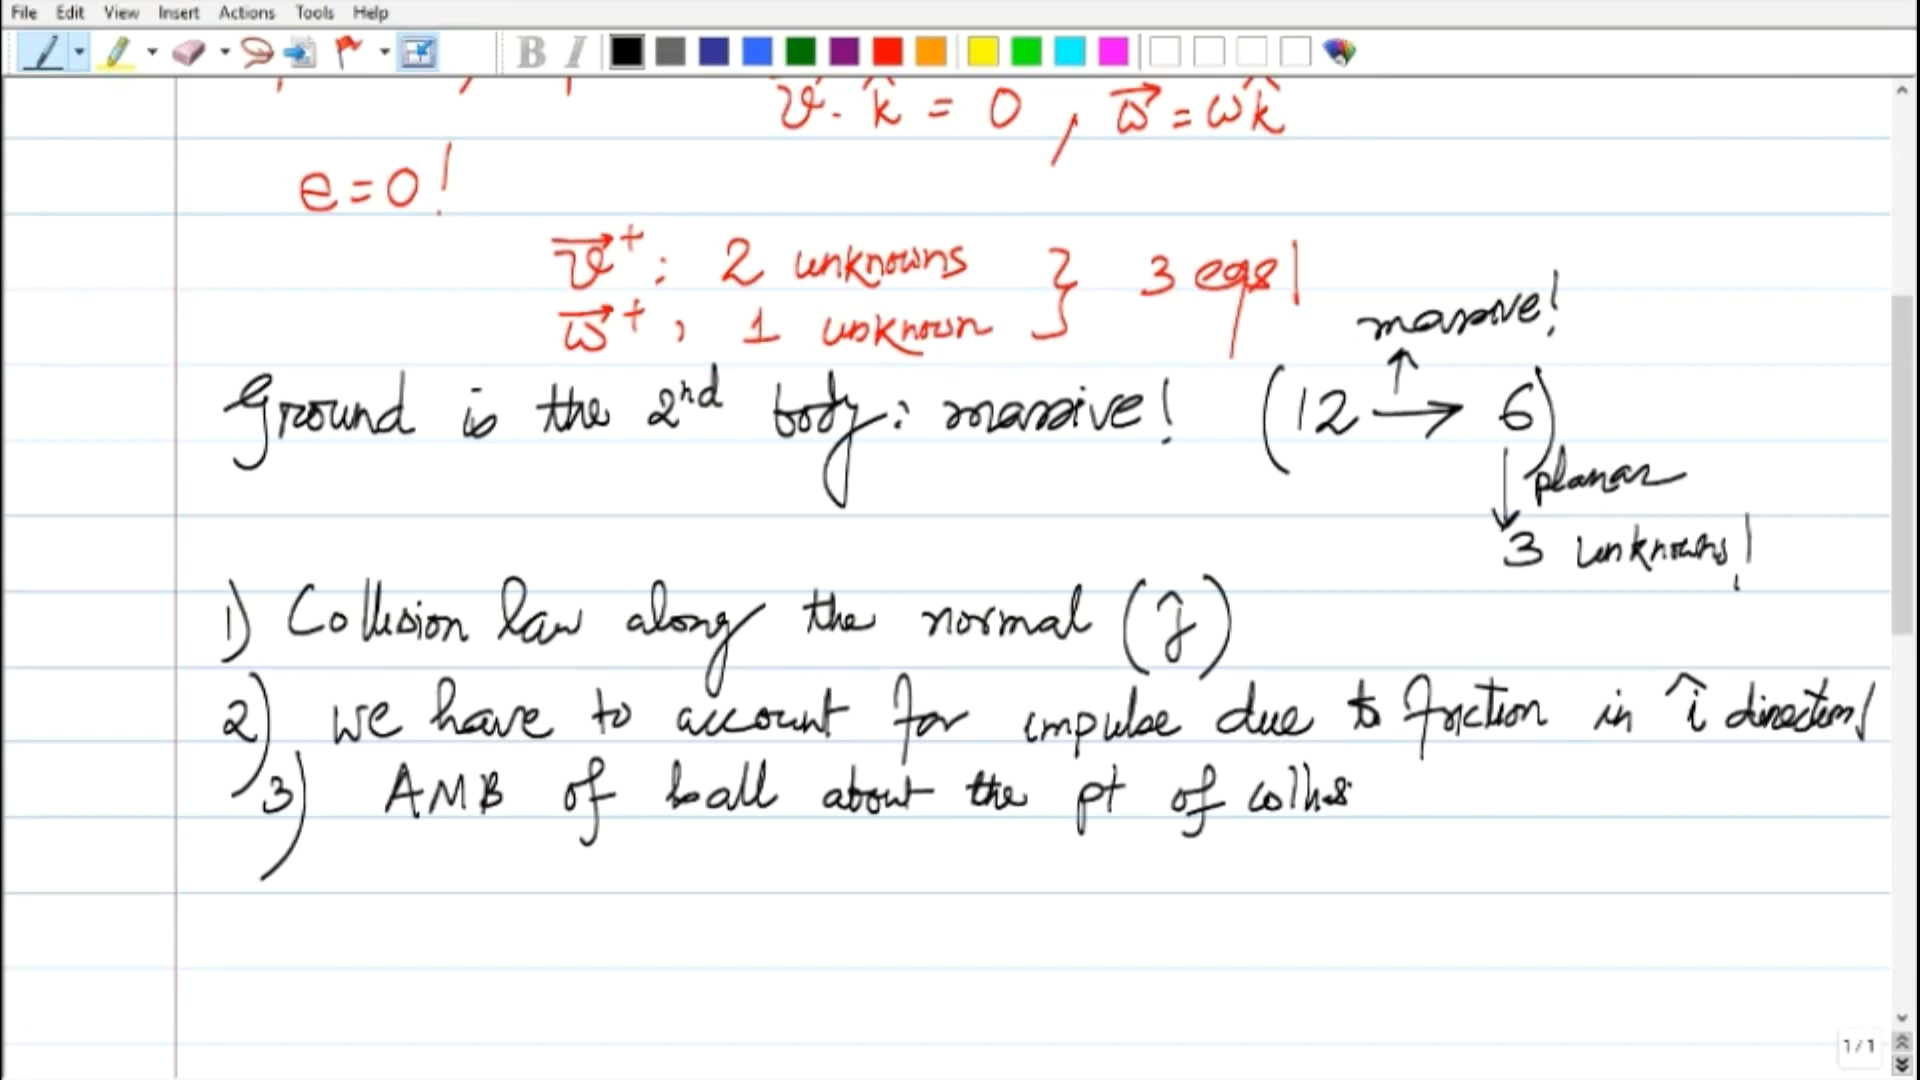 File Edit View Insert Actions Tools Help
B I
v⃗ · k̂ = 0 , ω⃗ = ωk̂
e = 0 !
v⃗⁺ : 2 unknowns } 3 eqs!
ω⃗⁺ , 1 unknown
massive!
Ground is the 2nd body : massive! (12 → 6)
planar
3 unknowns!
1) Collision law along the normal (ĵ)
2) We have to account for impulse due to friction in î direction!
3) AMB of ball about the pt of collis
1 / 1